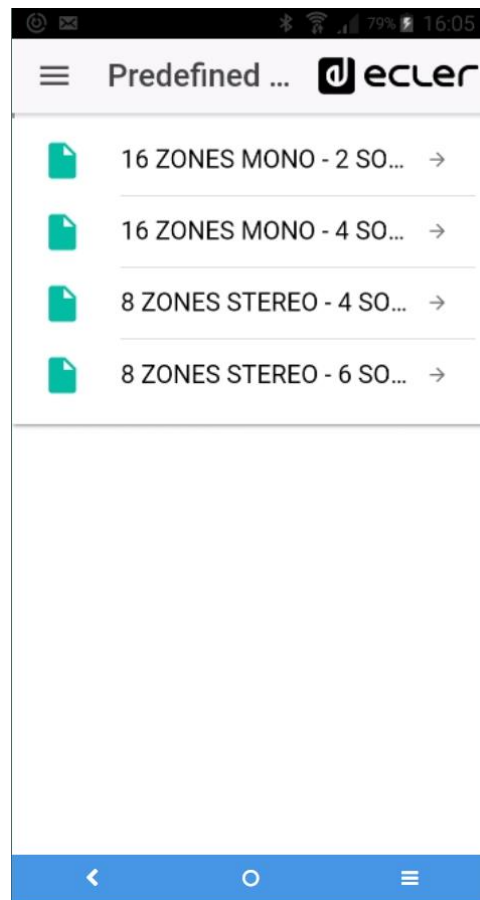 79% 16:05
Predefined ... ecler
16 ZONES MONO - 2 SO...
16 ZONES MONO - 4 SO...
8 ZONES STEREO - 4 SO...
8 ZONES STEREO - 6 SO...